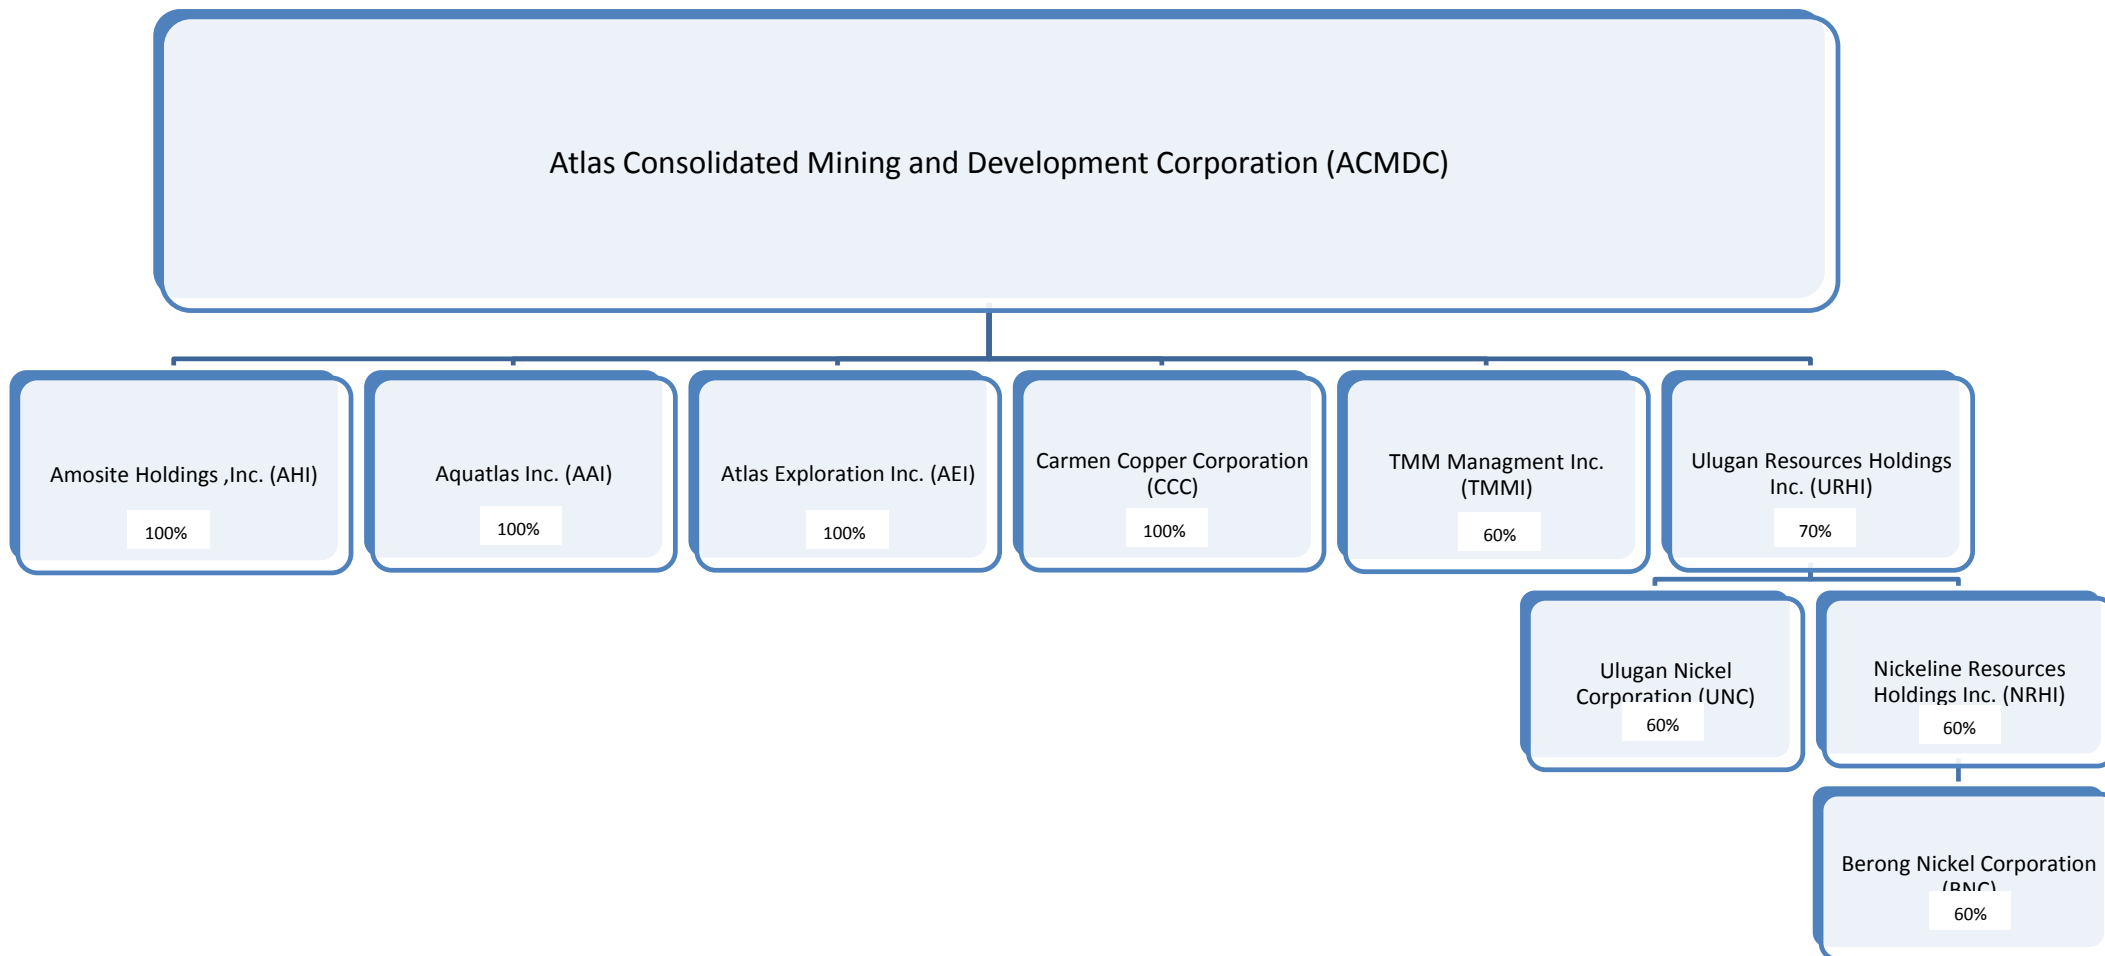 Atlas Consolidated Mining and Development Corporation (ACMDC)
Amosite Holdings ,Inc. (AHI)
100%
Aquatlas Inc. (AAI)
100%
Atlas Exploration Inc. (AEI)
100%
Carmen Copper Corporation
(CCC)
100%
TMM Managment Inc.
(TMMI)
60%
Ulugan Resources Holdings
Inc. (URHI)
70%
Ulugan Nickel
Corporation (UNC)
60%
Nickeline Resources
Holdings Inc. (NRHI)
60%
Berong Nickel Corporation
(BNC)
60%